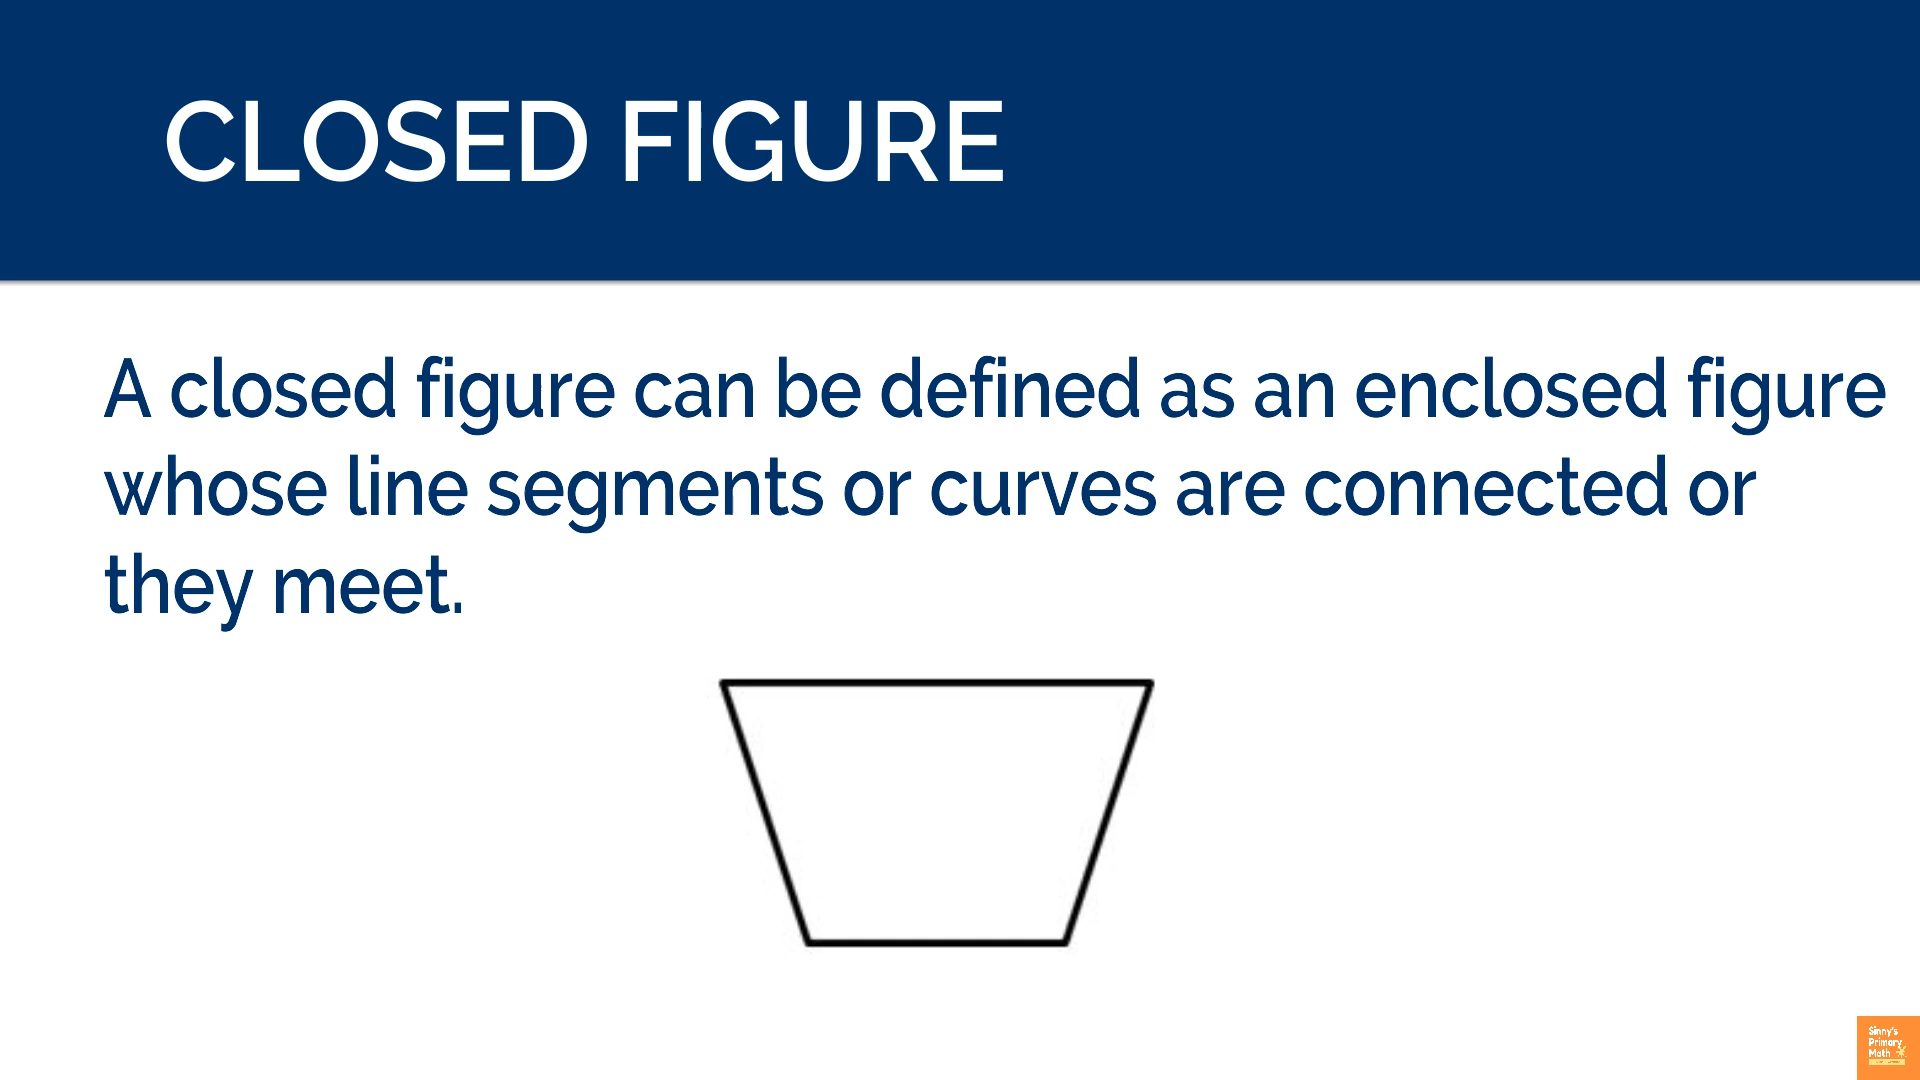 CLOSED FIGURE
A closed figure can be defined as an enclosed figure
whose line segments or curves are connected or
they meet.
Sinny's
Primary
Math